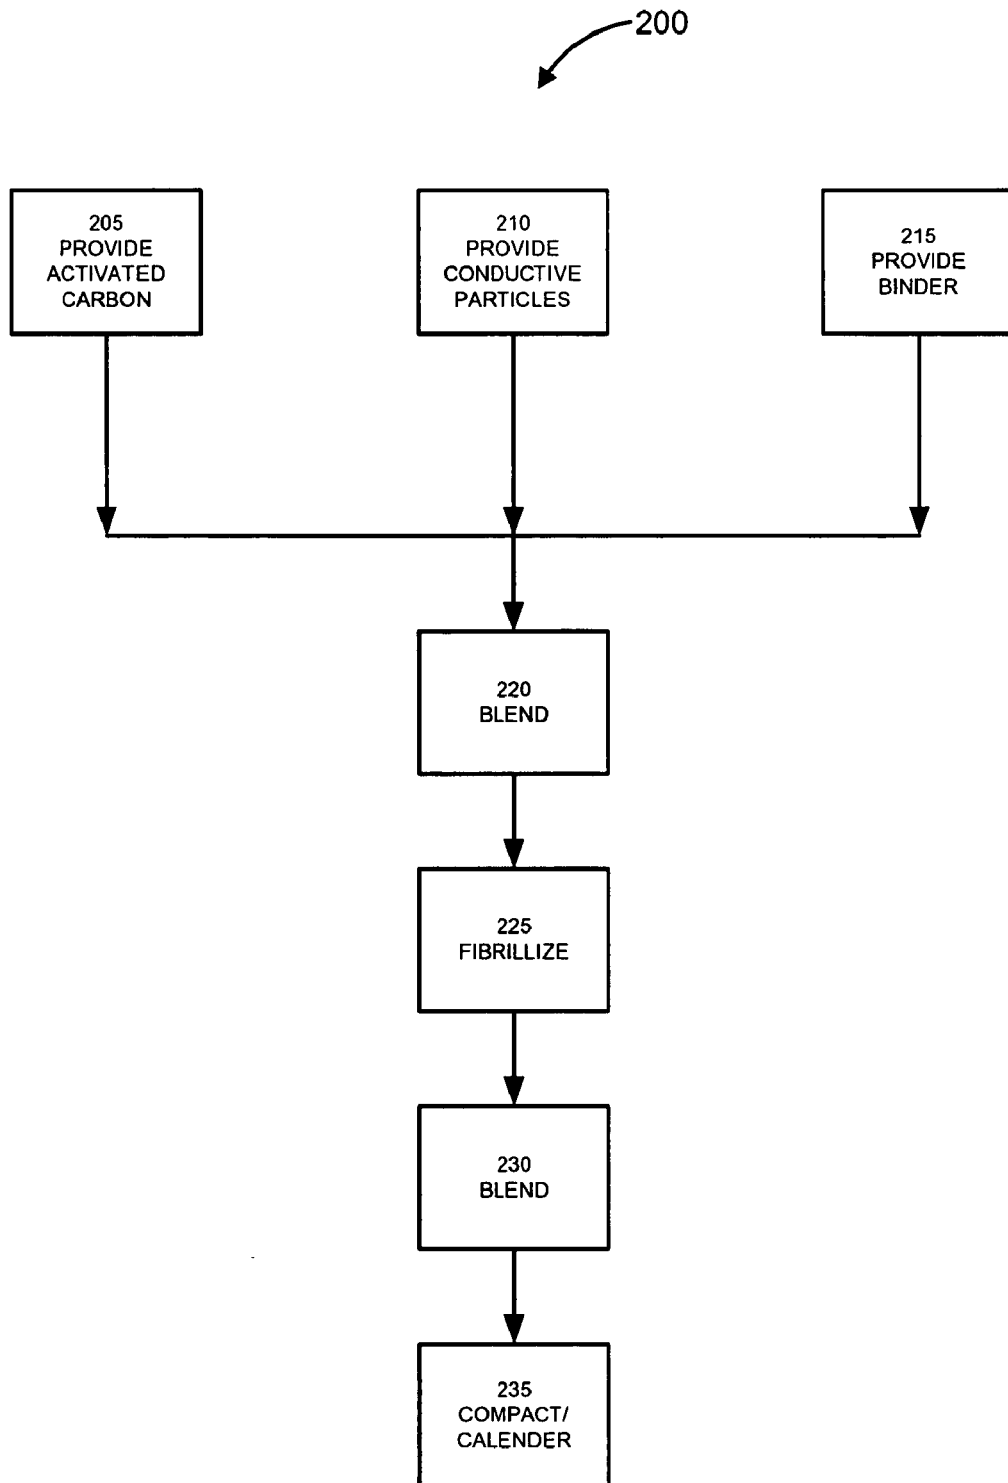 200
205
PROVIDE
ACTIVATED
CARBON
210
PROVIDE
CONDUCTIVE
PARTICLES
215
PROVIDE
BINDER
220
BLEND
225
FIBRILLIZE
230
BLEND
235
COMPACT/
CALENDER